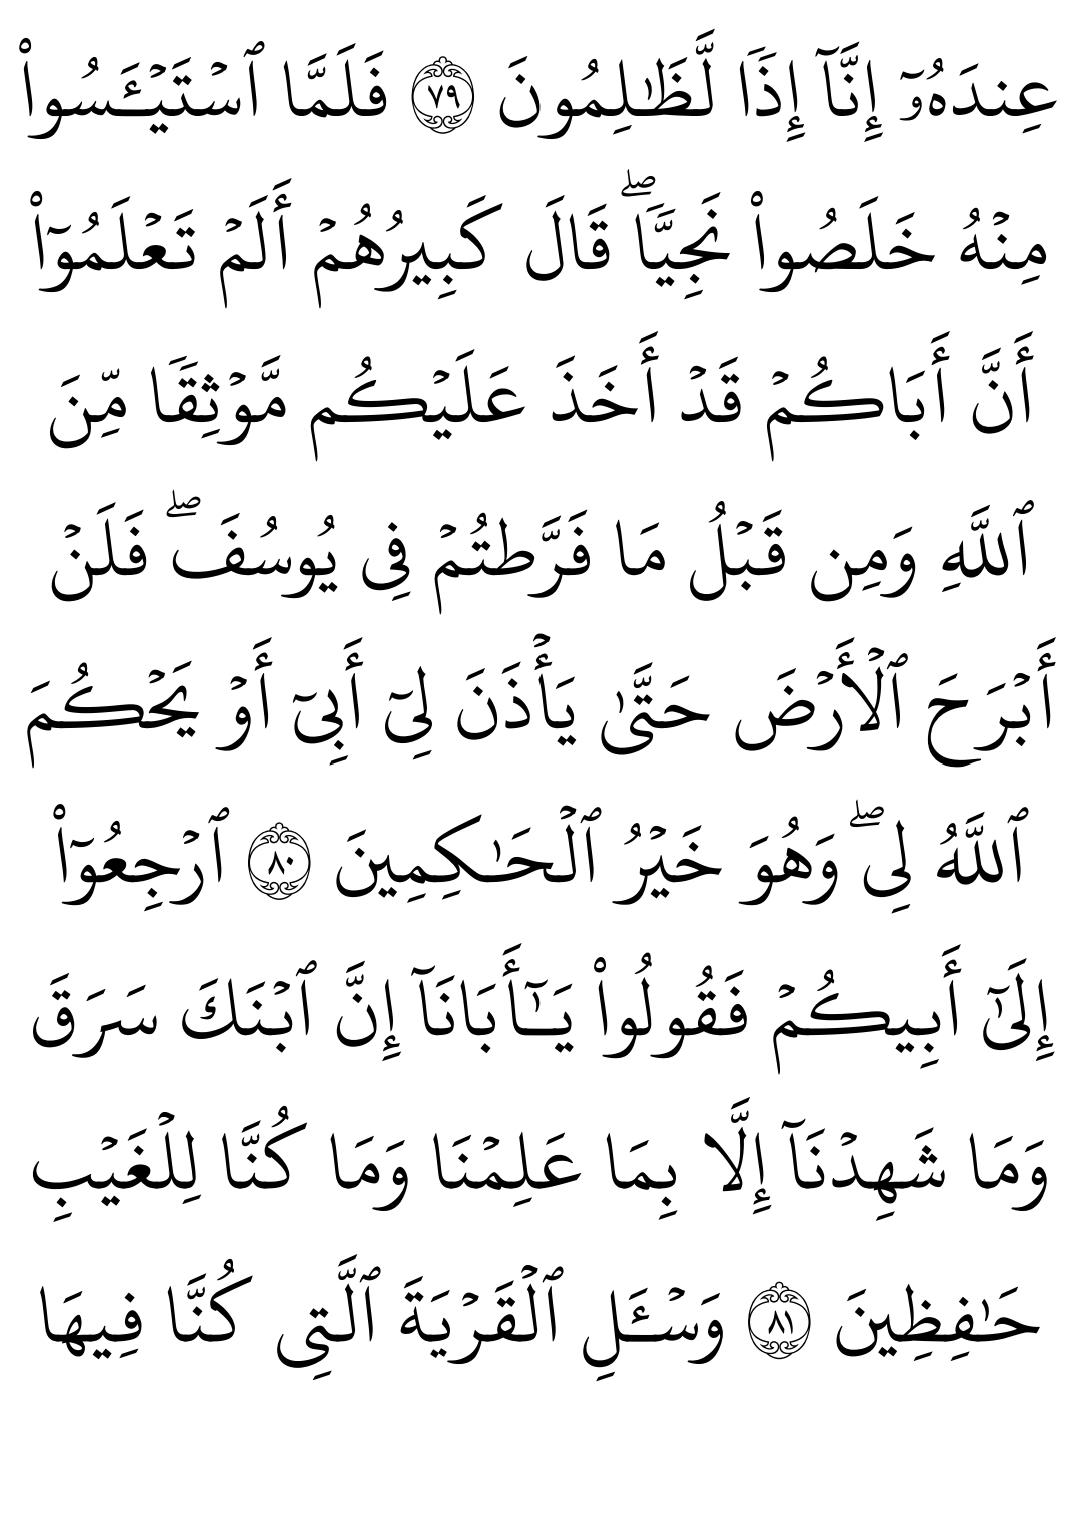 عِندَهُۥٓ إِنَّآ إِذٗا لَّظَٰلِمُونَ ۝٧٩ فَلَمَّا ٱسۡتَيۡـَٔسُواْ
مِنۡهُ خَلَصُواْ نَجِيّٗاۖ قَالَ كَبِيرُهُمۡ أَلَمۡ تَعۡلَمُوٓاْ
أَنَّ أَبَاكُمۡ قَدۡ أَخَذَ عَلَيۡكُم مَّوۡثِقٗا مِّنَ
ٱللَّهِ وَمِن قَبۡلُ مَا فَرَّطتُمۡ فِي يُوسُفَۖ فَلَنۡ
أَبۡرَحَ ٱلۡأَرۡضَ حَتَّىٰ يَأۡذَنَ لِيٓ أَبِيٓ أَوۡ يَحۡكُمَ
ٱللَّهُ لِيۖ وَهُوَ خَيۡرُ ٱلۡحَٰكِمِينَ ۝٨٠ ٱرۡجِعُوٓاْ
إِلَىٰٓ أَبِيكُمۡ فَقُولُواْ يَٰٓأَبَانَآ إِنَّ ٱبۡنَكَ سَرَقَ
وَمَا شَهِدۡنَآ إِلَّا بِمَا عَلِمۡنَا وَمَا كُنَّا لِلۡغَيۡبِ
حَٰفِظِينَ ۝٨١ وَسۡـَٔلِ ٱلۡقَرۡيَةَ ٱلَّتِي كُنَّا فِيهَا